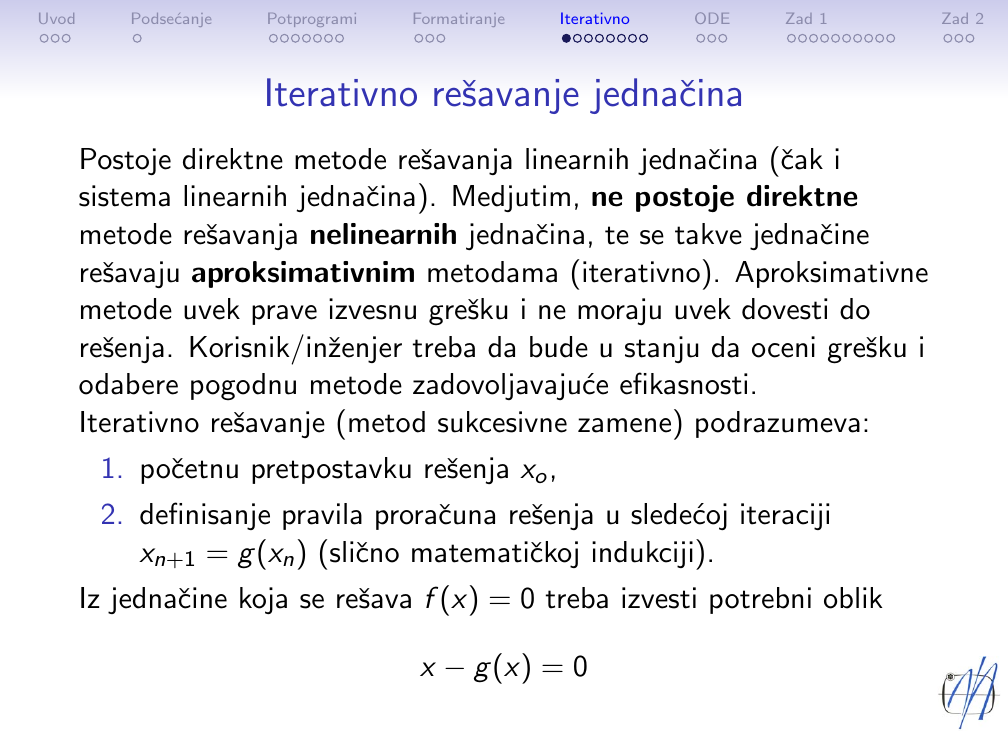 Uvod Podsećanje Potprogrami Formatiranje Iterativno ODE Zad 1 Zad 2
Iterativno rešavanje jednačina
Postoje direktne metode rešavanja linearnih jednačina (čak i
sistema linearnih jednačina). Medjutim, ne postoje direktne
metode rešavanja nelinearnih jednačina, te se takve jednačine
rešavaju aproksimativnim metodama (iterativno). Aproksimativne
metode uvek prave izvesnu grešku i ne moraju uvek dovesti do
rešenja. Korisnik/inženjer treba da bude u stanju da oceni grešku i
odabere pogodnu metode zadovoljavajuće efikasnosti.
Iterativno rešavanje (metod sukcesivne zamene) podrazumeva:
1. početnu pretpostavku rešenja xₒ,
2. definisanje pravila proračuna rešenja u sledećoj iteraciji
xₙ₊₁ = g(xₙ) (slično matematičkoj indukciji).
Iz jednačine koja se rešava f(x) = 0 treba izvesti potrebni oblik
x − g(x) = 0